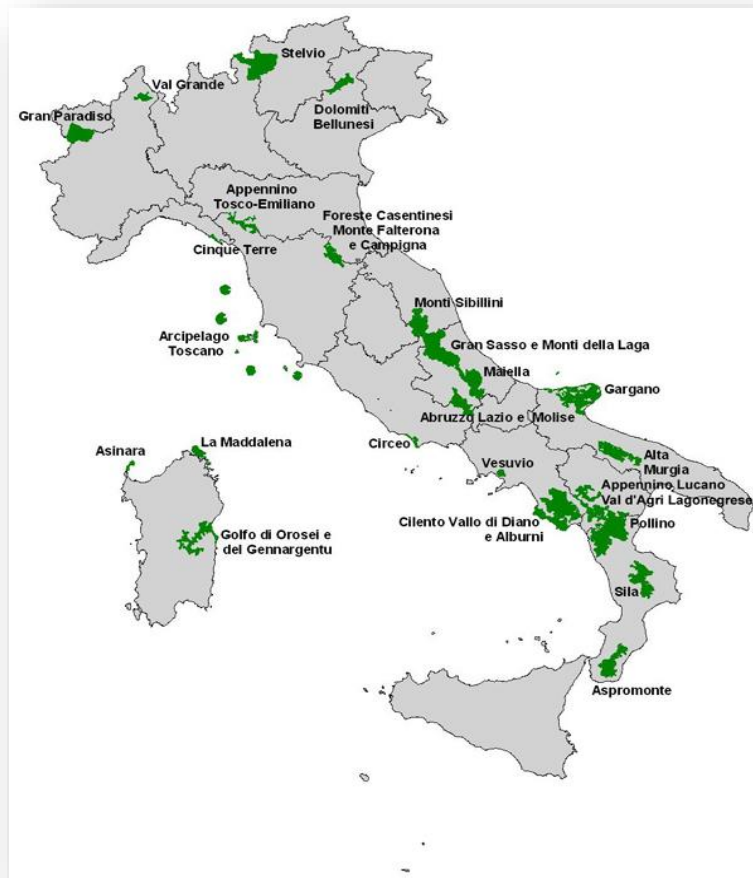 Stelvio
Val Grande
Gran Paradiso
Dolomiti
Bellunesi
Appennino
Tosco-Emiliano
Foreste Casentinesi
Monte Falterona
e Campigna
Cinque Terre
Monti Sibillini
Arcipelago
Toscano
Gran Sasso e Monti della Laga
Maiella
Gargano
Abruzzo Lazio e Molise
Circeo
La Maddalena
Asinara
Alta
Murgia
Vesuvio
Appennino Lucano
Val d'Agri Lagonegrese
Cilento Vallo di Diano
e Alburni
Pollino
Golfo di Orosei e
del Gennargentu
Sila
Aspromonte